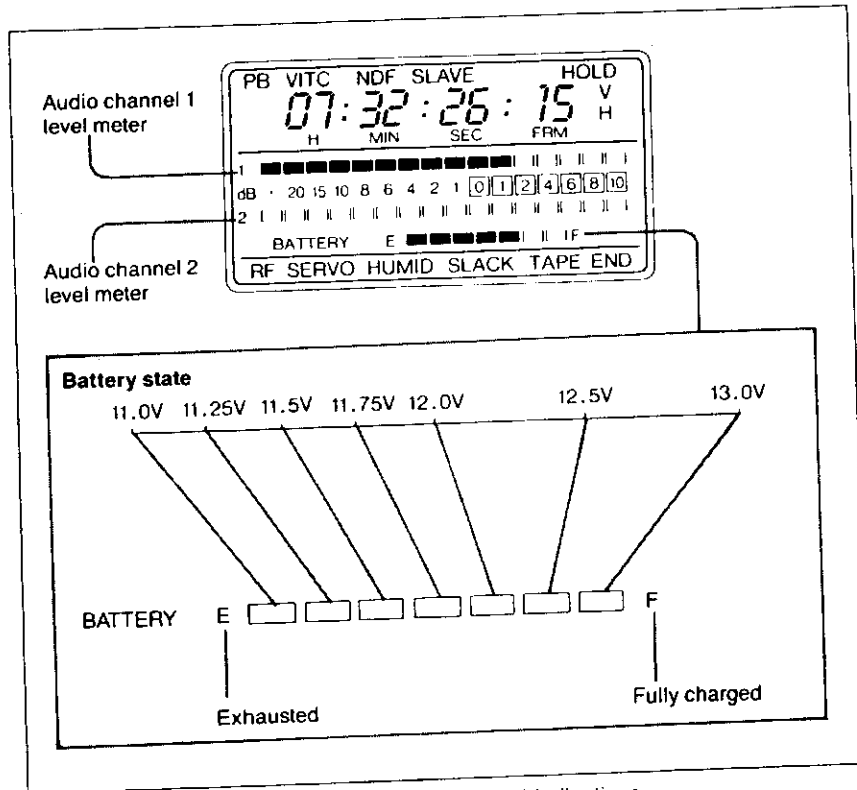 PB VITC NDF SLAVE HOLD
07:32:26:15 V
H MIN SEC FRM H
Audio channel 1
level meter
1
dB · 20 15 10 8 6 4 2 1 0 1 2 4 6 8 10
2
BATTERY E F
RF SERVO HUMID SLACK TAPE END
Audio channel 2
level meter
Battery state
11.0V 11.25V 11.5V 11.75V 12.0V 12.5V 13.0V
BATTERY E F
Exhausted
Fully charged